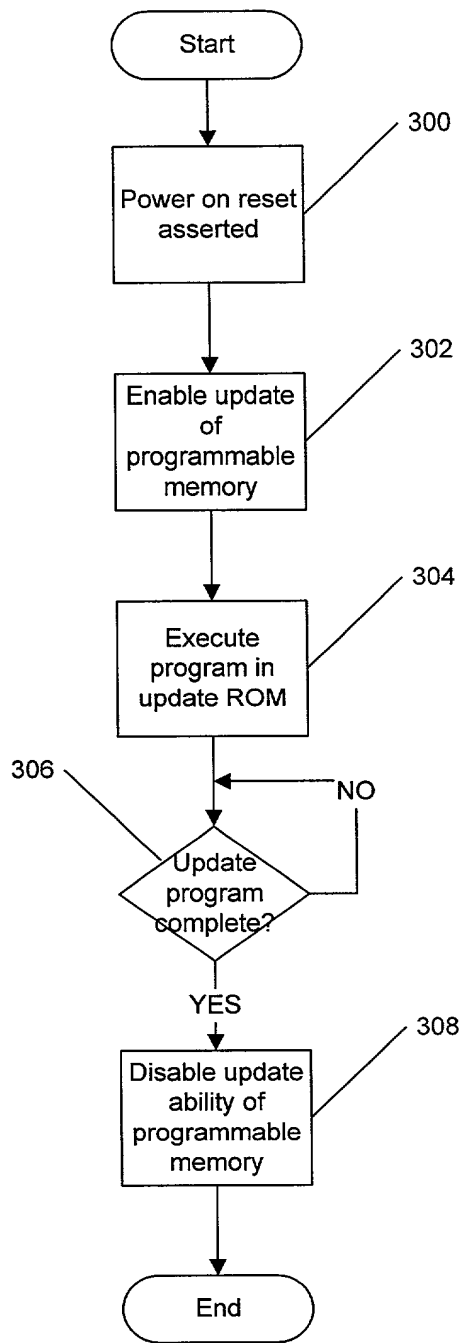 Start
300
Power on reset
asserted
302
Enable update
of
programmable
memory
304
Execute
program in
update ROM
306
NO
Update
program
complete?
YES
308
Disable update
ability of
programmable
memory
End